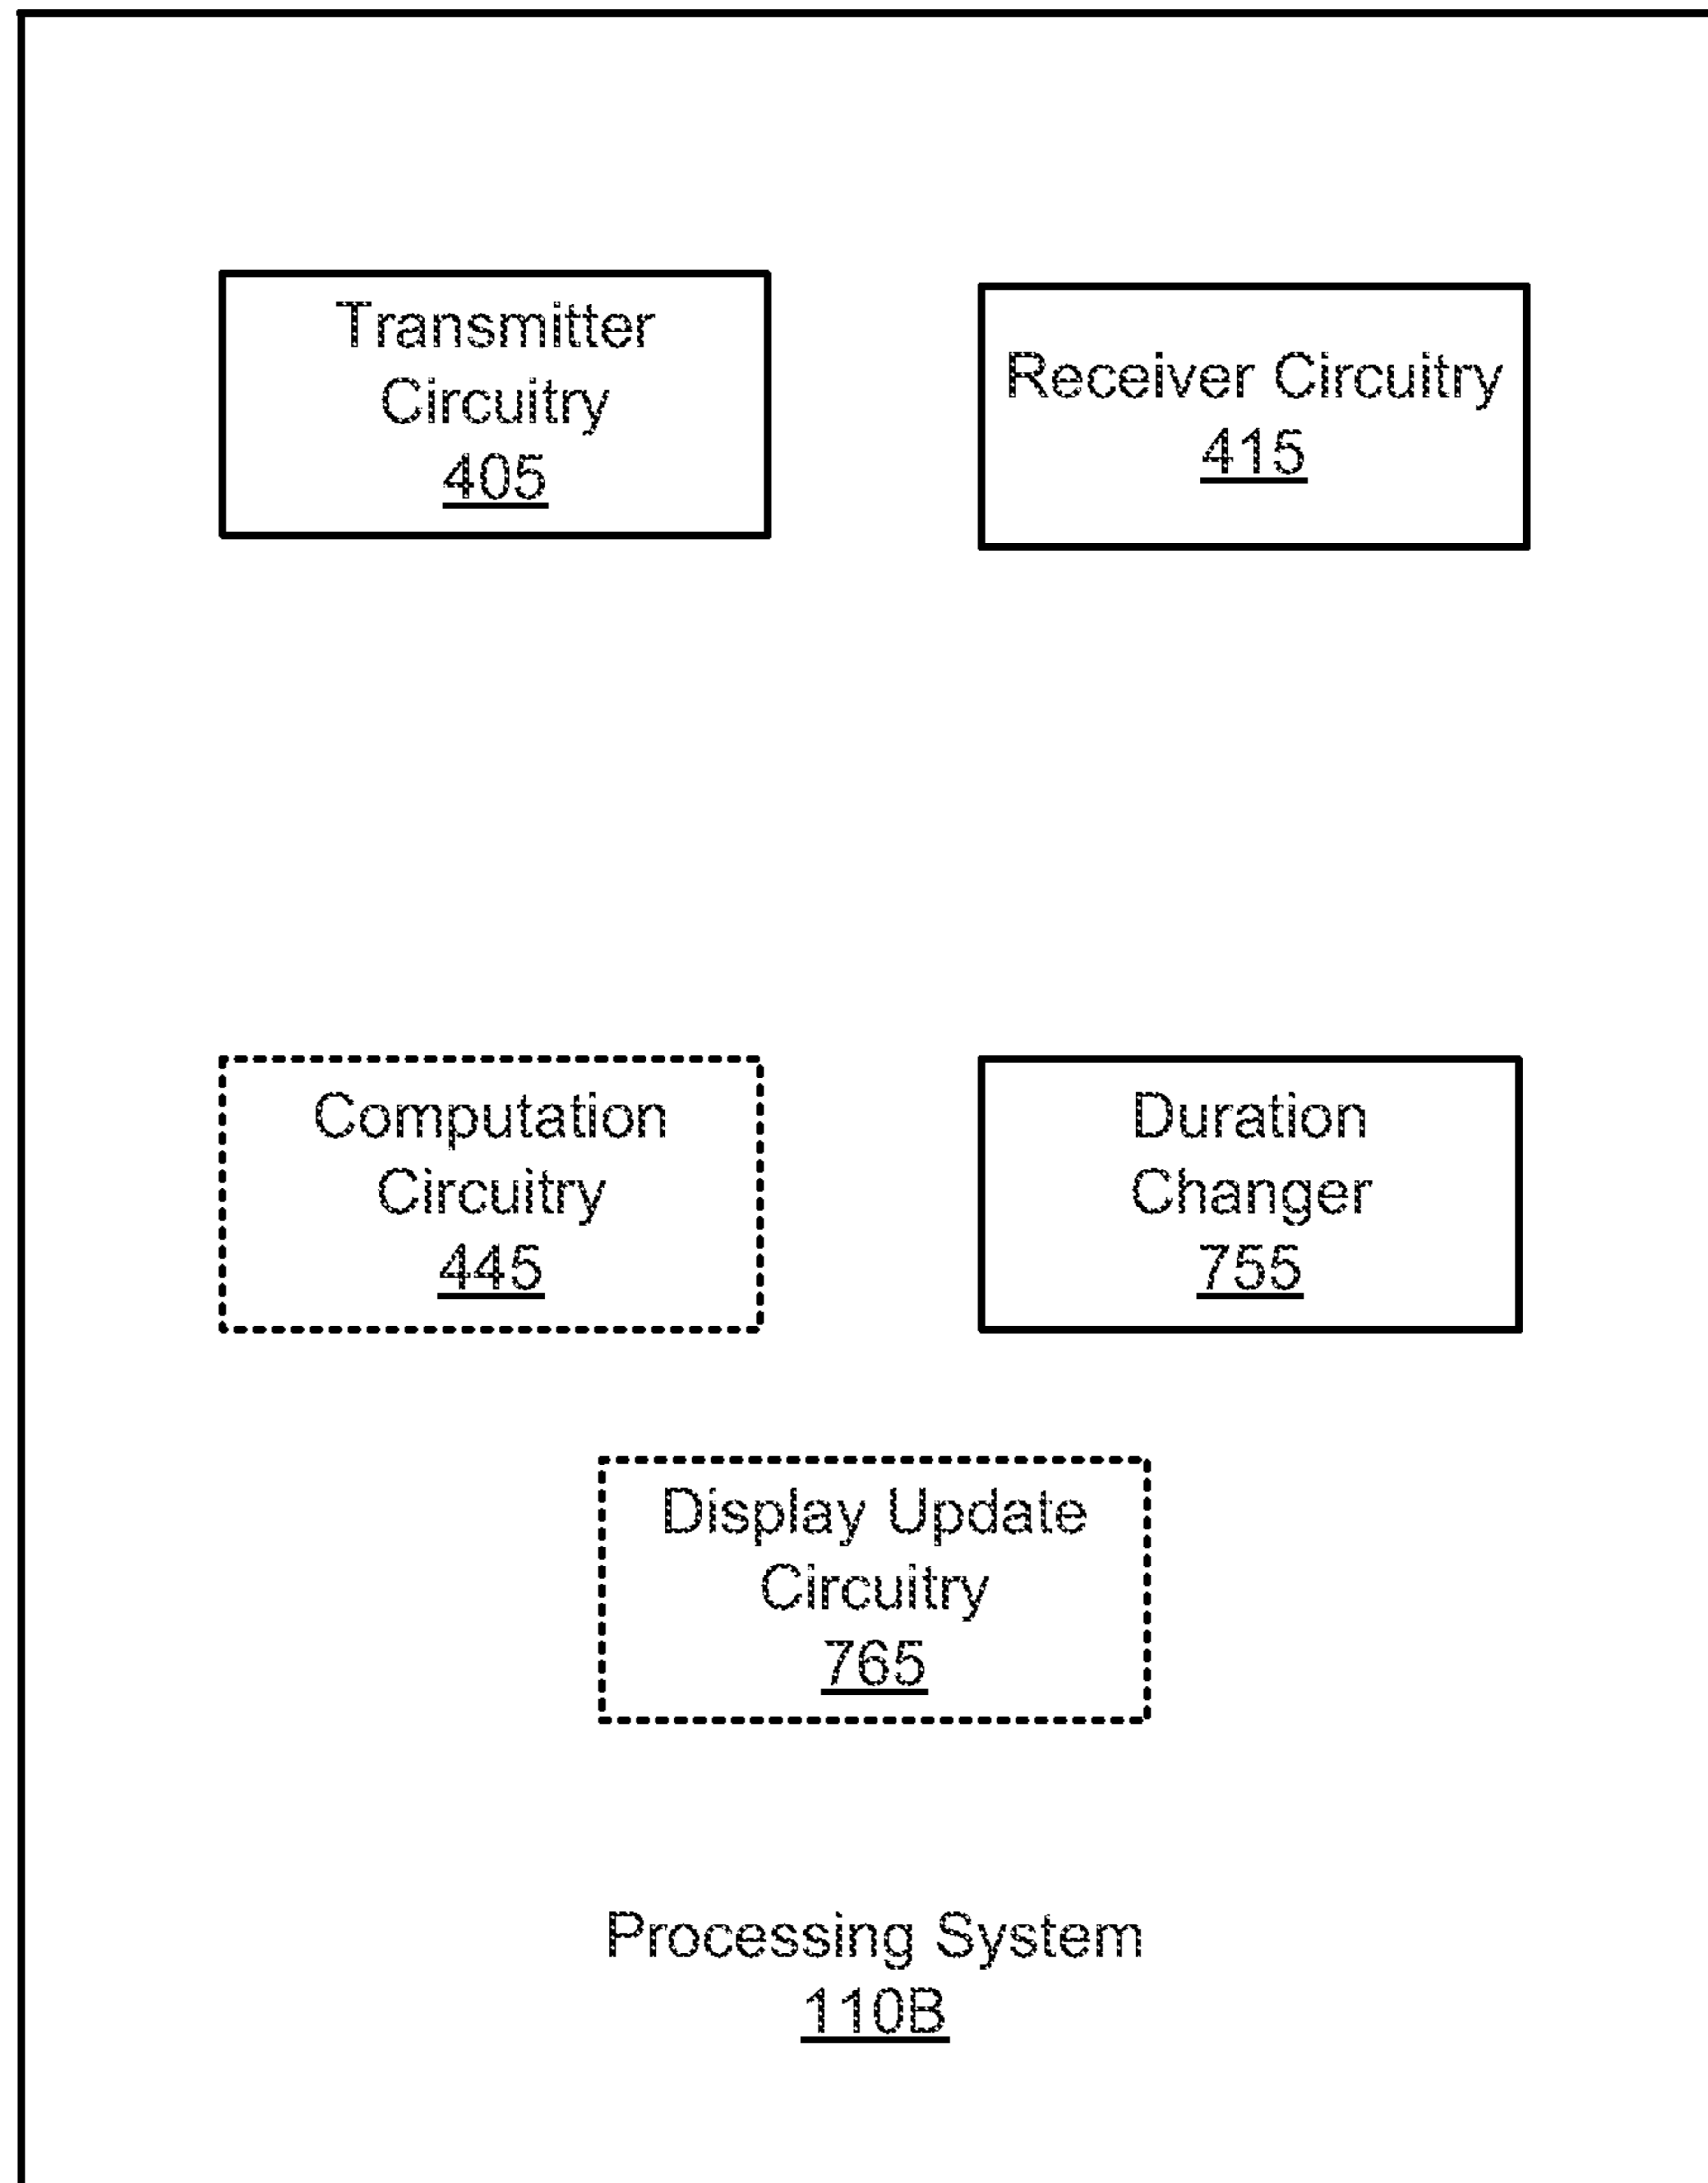 Transmitter
Circuitry
405
Receiver Circuitry
415
Computation
Circuitry
445
Duration
Changer
755
Display Update
Circuitry
765
Processing System
110B